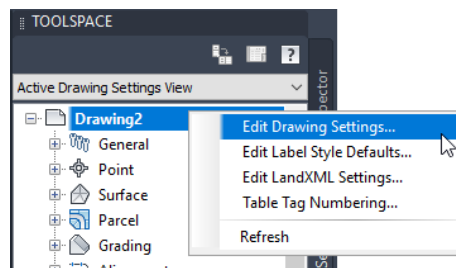 TOOLSPACE
?
Active Drawing Settings View
Drawing2
General
Point
Surface
Parcel
Grading
Edit Drawing Settings...
Edit Label Style Defaults...
Edit LandXML Settings...
Table Tag Numbering...
Refresh